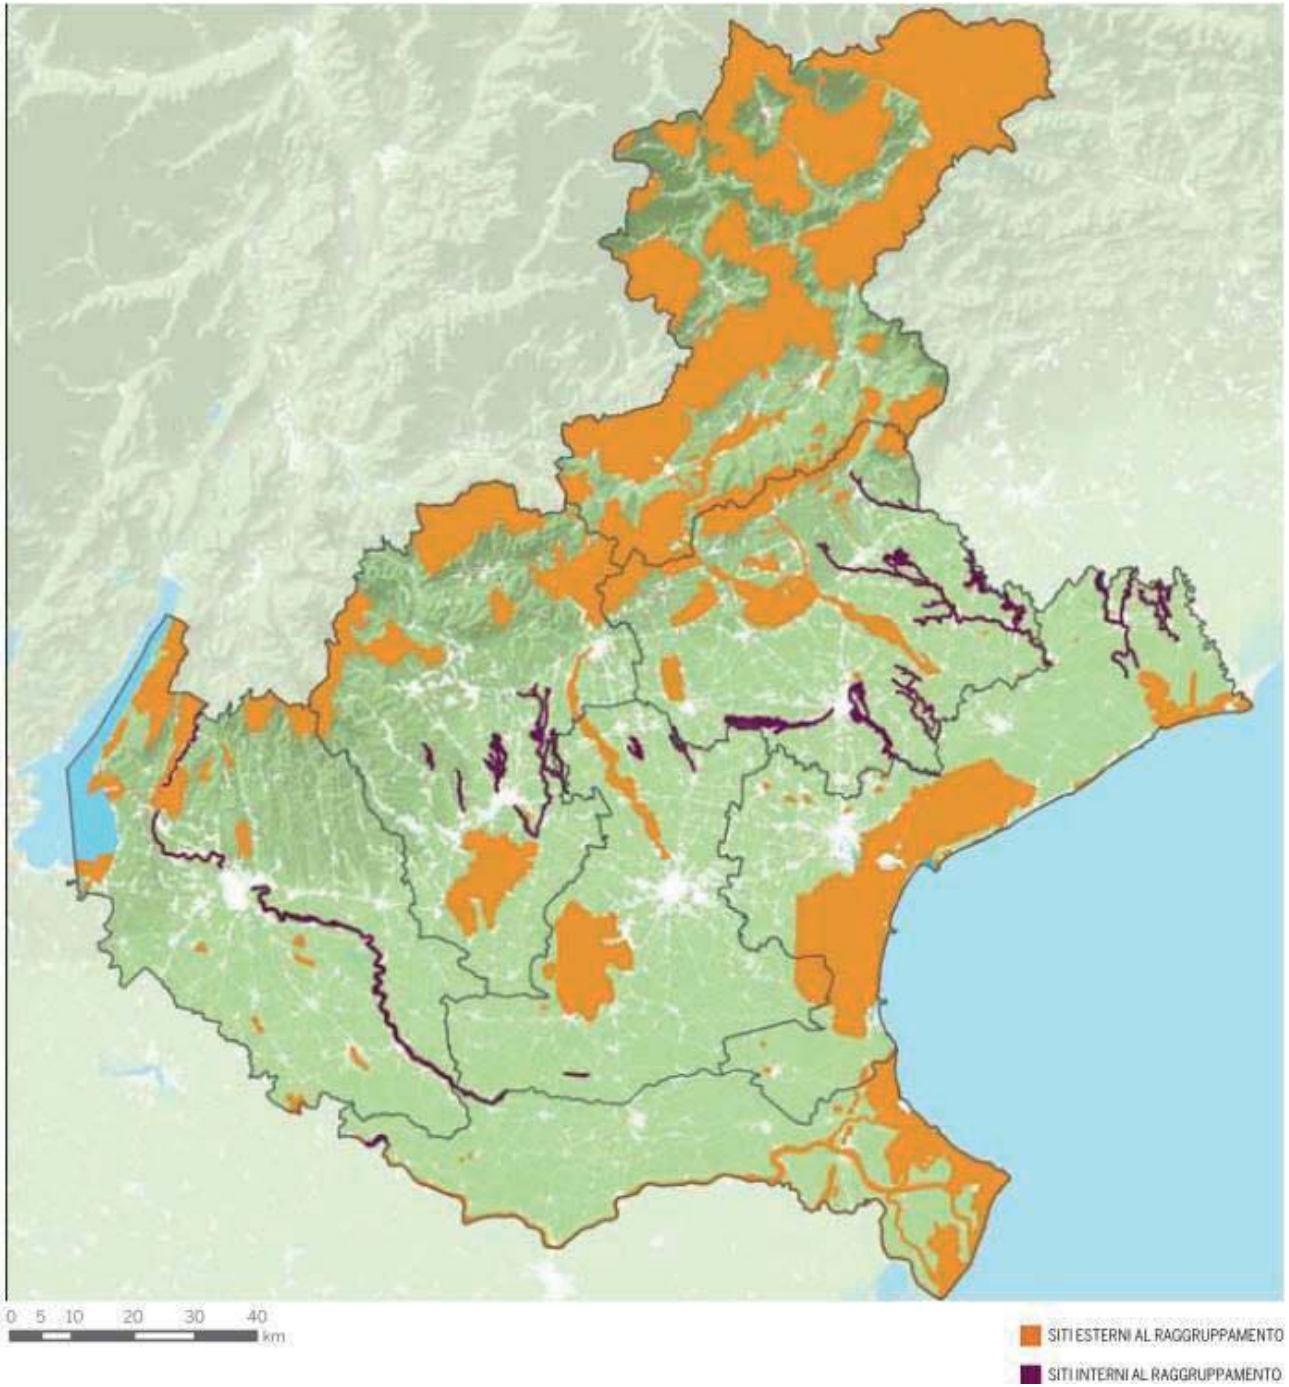 0 5 10 20 30 40
km
SITI ESTERNI AL RAGGRUPPAMENTO
SITI INTERNI AL RAGGRUPPAMENTO